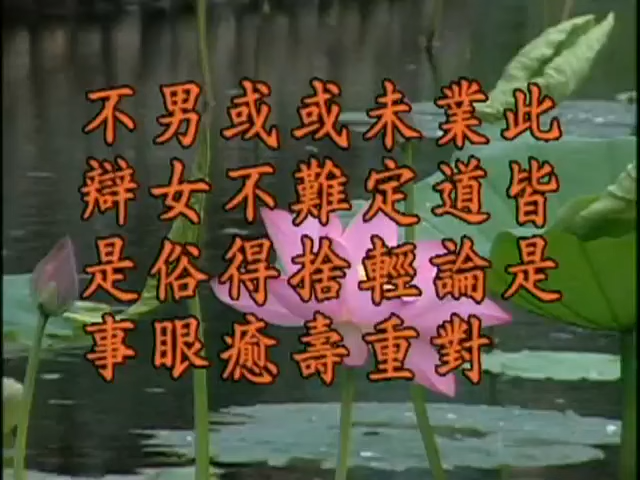 此皆是
業道論對
未定輕重
或難捨壽
或不得癒
男女俗眼
不辯是事